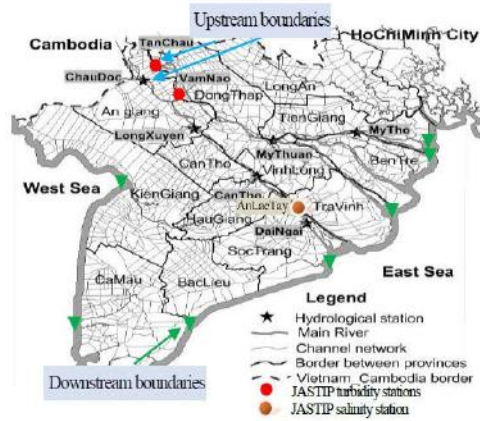 Upstream boundaries
Cambodia
HoChiMinh City
TanChau
ChauDoc
VamNao
LongAn
DongThap
An giang
TienGiang
LongXuyen
MyTho
MyThuan
BenTre
CanTho
VinhLong
West Sea
KienGiang
CanTho
AnLacTay
TraVinh
HauGiang
DaiNgai
SocTrang
East Sea
CaMau
BacLieu
Legend
Hydrological station
Main River
Channel network
Border between provinces
Vietnam_Cambodia border
JASTIP turbidity stations
JASTIP salinity station
Downstream boundaries